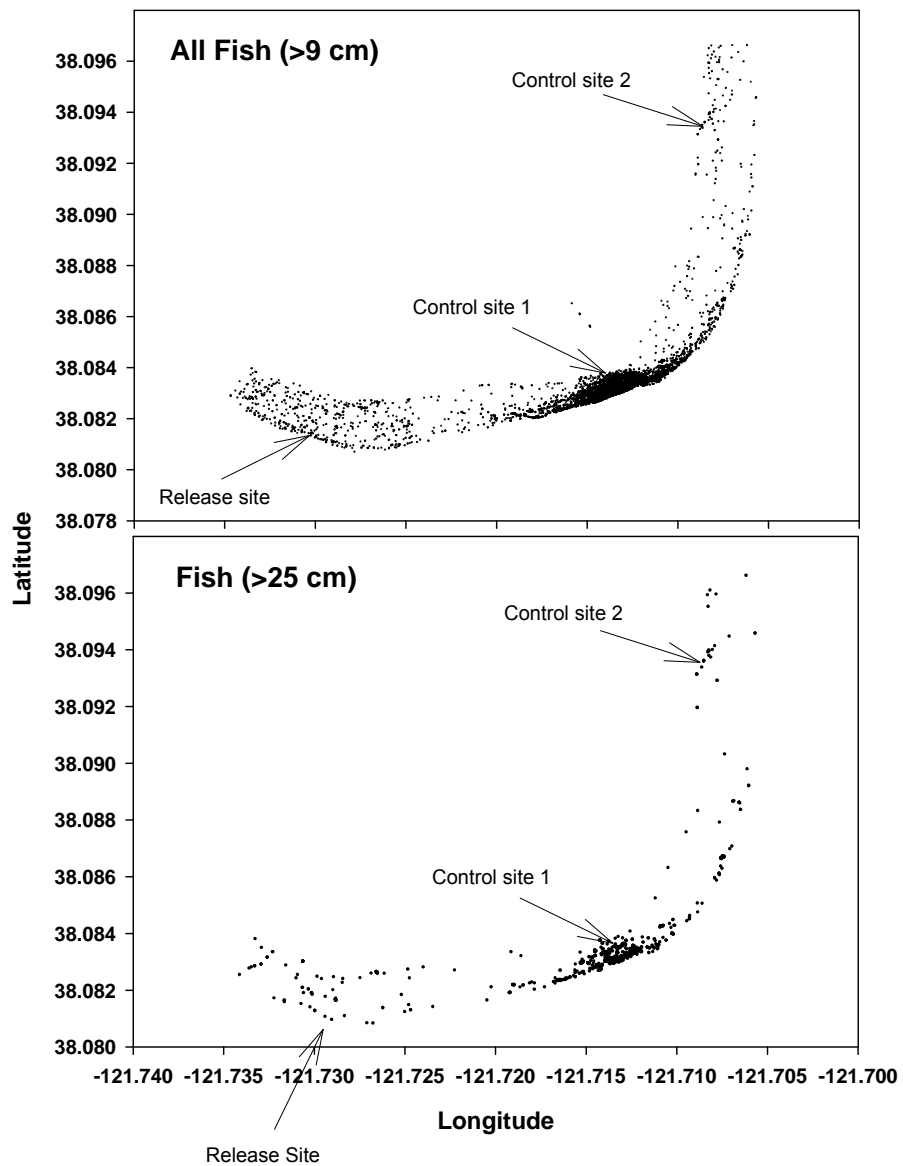 All Fish (>9 cm)
Control site 2
Control site 1
Release site
38.096
38.094
38.092
38.090
38.088
38.086
38.084
38.082
38.080
38.078
Latitude
Fish (>25 cm)
Control site 2
Control site 1
38.096
38.094
38.092
38.090
38.088
38.086
38.084
38.082
38.080
-121.740 -121.735 -121.730 -121.725 -121.720 -121.715 -121.710 -121.705 -121.700
Longitude
Release Site